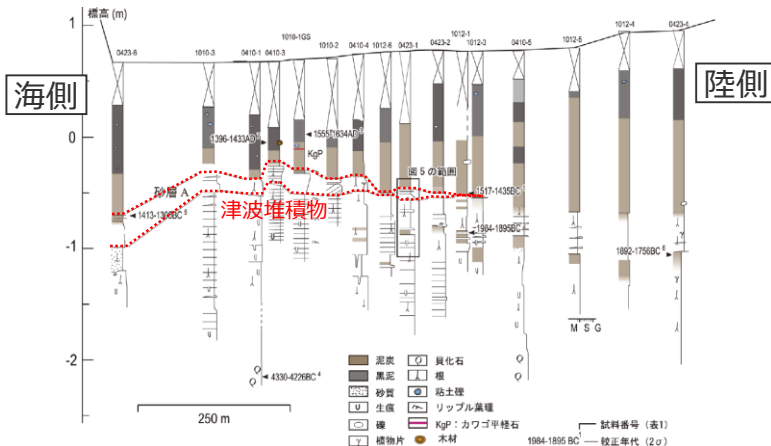 標高 (m)
1
0
-1
-2
海側
陸側
0423-6
1010-3
0410-1
0410-3
1010-1GS
1010-2
0410-4
1012-6
0423-1
0423-2
1012-1
1012-3
0410-5
1012-5
1012-4
0423-4
1396-1433AD
1555-1634AD
KgP
図 5 の範囲
砂層 A
津波堆積物
1517-1435BC
1984-1895BC
1892-1756BC 6
4330-4226BC 4
M S G
250 m
泥炭
黒泥
砂質
生痕
礫
植物片
貝化石
根
粘土礫
リップル葉理
KgP：カワゴ平軽石
木材
試料番号（表1）
1984-1895 BC 1
較正年代（2σ）